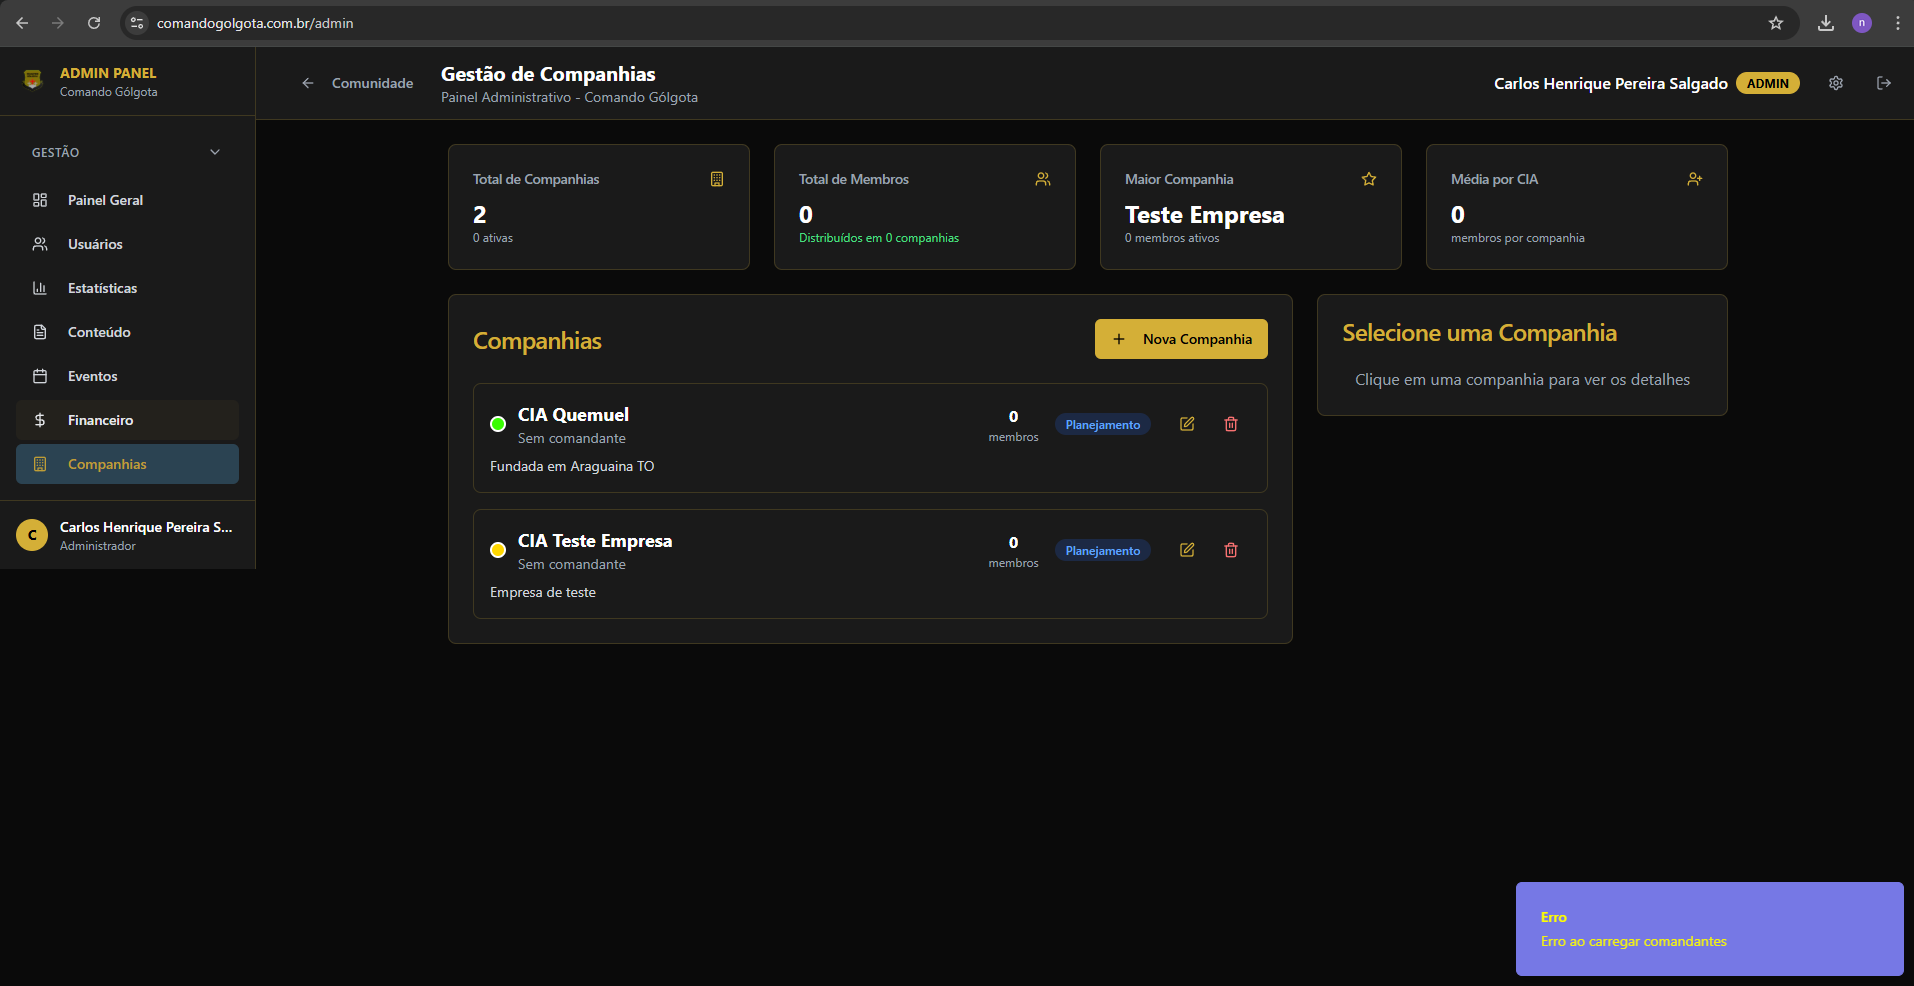 comandogolgota.com.br/admin
n
ADMIN PANEL
Comando Gólgota
Comunidade
Gestão de Companhias
Painel Administrativo - Comando Gólgota
Carlos Henrique Pereira Salgado
ADMIN
GESTÃO
Painel Geral
Usuários
Estatísticas
Conteúdo
Eventos
Financeiro
Companhias
C
Carlos Henrique Pereira S...
Administrador
Total de Companhias
2
0 ativas
Total de Membros
0
Distribuídos em 0 companhias
Maior Companhia
Teste Empresa
0 membros ativos
Média por CIA
0
membros por companhia
Companhias
Nova Companhia
CIA Quemuel
Sem comandante
0
membros
Planejamento
Fundada em Araguaina TO
CIA Teste Empresa
Sem comandante
0
membros
Planejamento
Empresa de teste
Selecione uma Companhia
Clique em uma companhia para ver os detalhes
Erro
Erro ao carregar comandantes